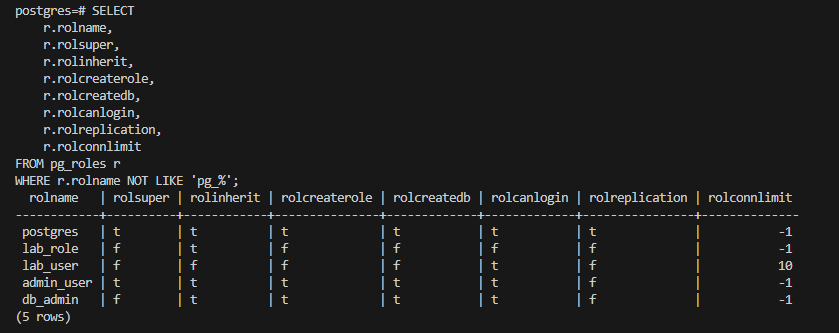 postgres=# SELECT
    r.rolname,
    r.rolsuper,
    r.rolinherit,
    r.rolcreaterole,
    r.rolcreatedb,
    r.rolcanlogin,
    r.rolreplication,
    r.rolconnlimit
FROM pg_roles r
WHERE r.rolname NOT LIKE 'pg_%';
  rolname   | rolsuper | rolinherit | rolcreaterole | rolcreatedb | rolcanlogin | rolreplication | rolconnlimit
------------+----------+------------+---------------+-------------+-------------+----------------+--------------
 postgres   | t        | t          | t             | t           | t           | t              |           -1
 lab_role   | f        | t          | f             | f           | f           | f              |           -1
 lab_user   | f        | f          | f             | f           | t           | f              |           10
 admin_user | t        | t          | t             | t           | t           | f              |           -1
 db_admin   | f        | t          | t             | t           | t           | f              |           -1
(5 rows)